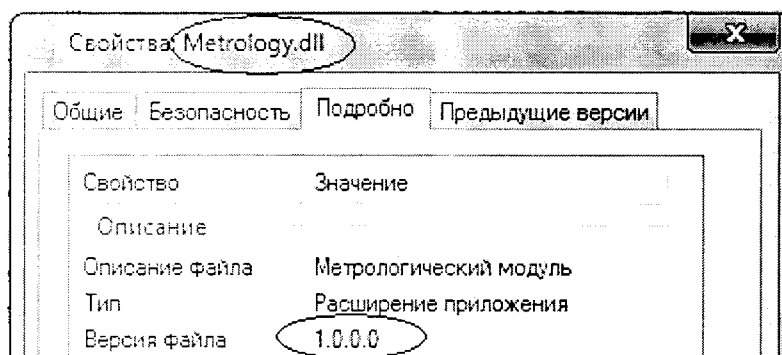 Свойства: Metrology.dll
Общие Безопасность Подробно Предыдущие версии
Свойство Значение
Описание
Описание файла Метрологический модуль
Тип Расширение приложения
Версия файла 1.0.0.0